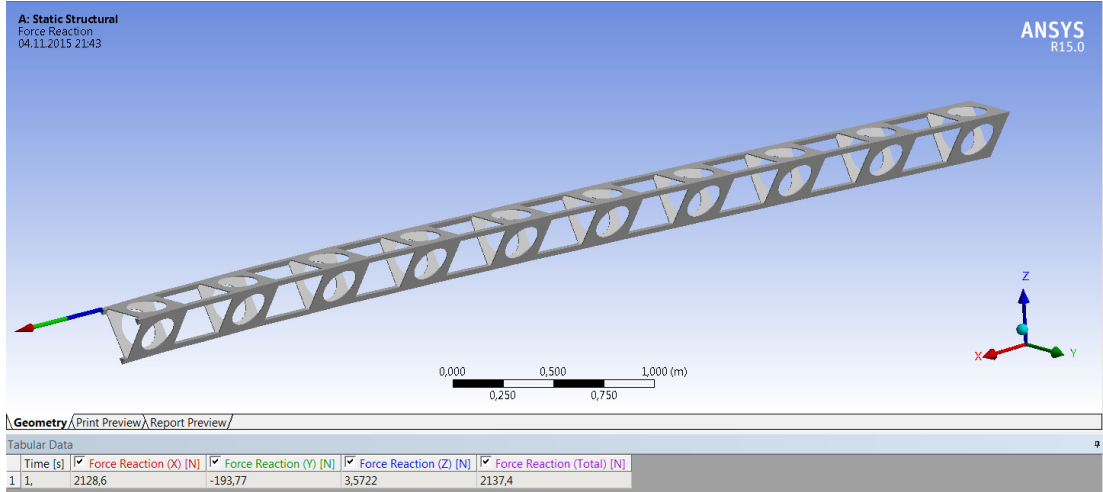 A: Static Structural
Force Reaction
04.11.2015 21:43
ANSYS
R15.0
Z
X
Y
0,000 0,500 1,000 (m)
0,250 0,750
Geometry Print Preview Report Preview
Tabular Data
Time [s] Force Reaction (X) [N] Force Reaction (Y) [N] Force Reaction (Z) [N] Force Reaction (Total) [N]
1 1, 2128,6 -193,77 3,5722 2137,4